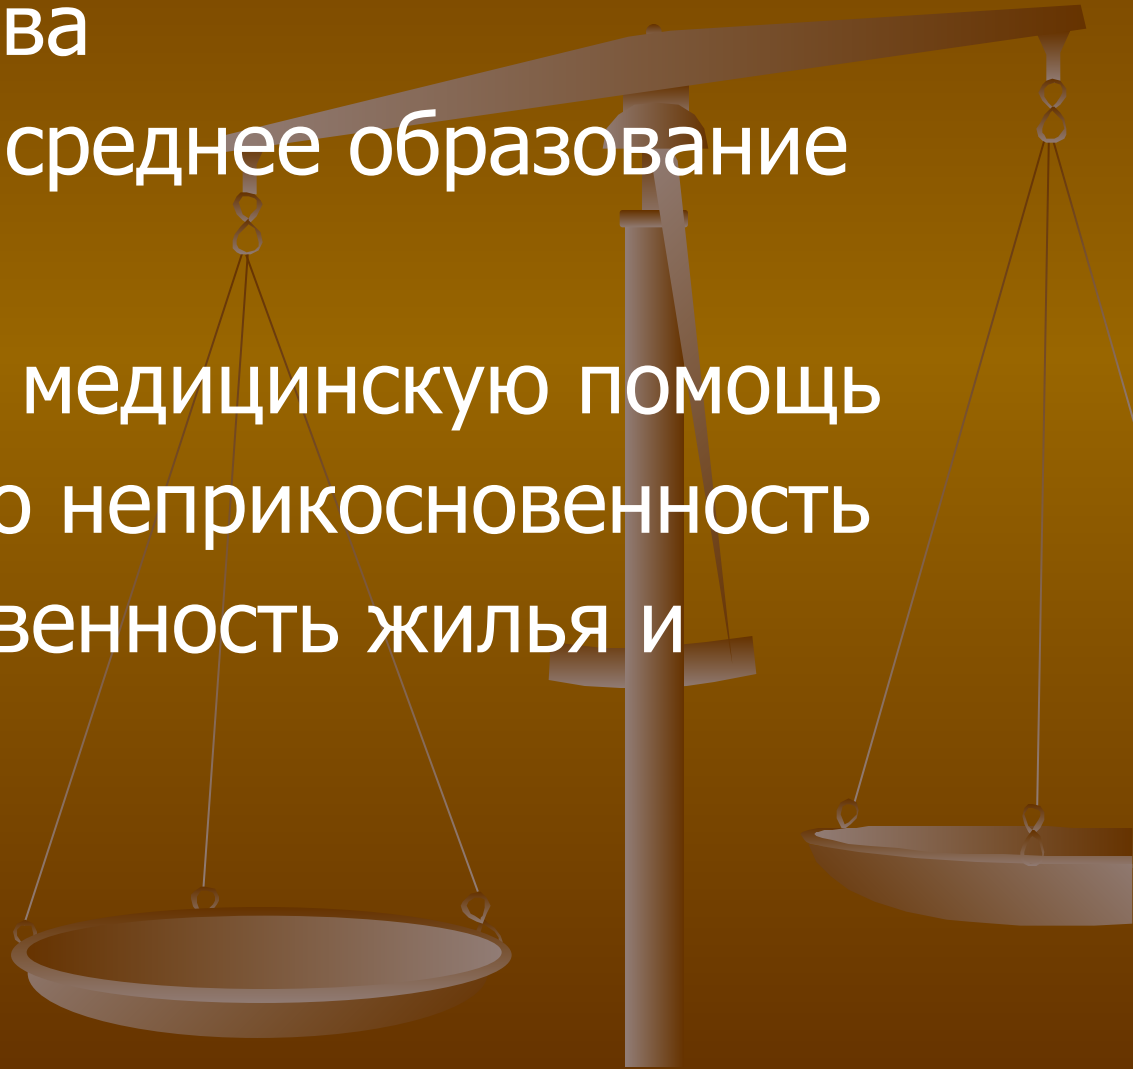 ва
среднее образование
медицинскую помощь
о неприкосновенность
венность жилья и